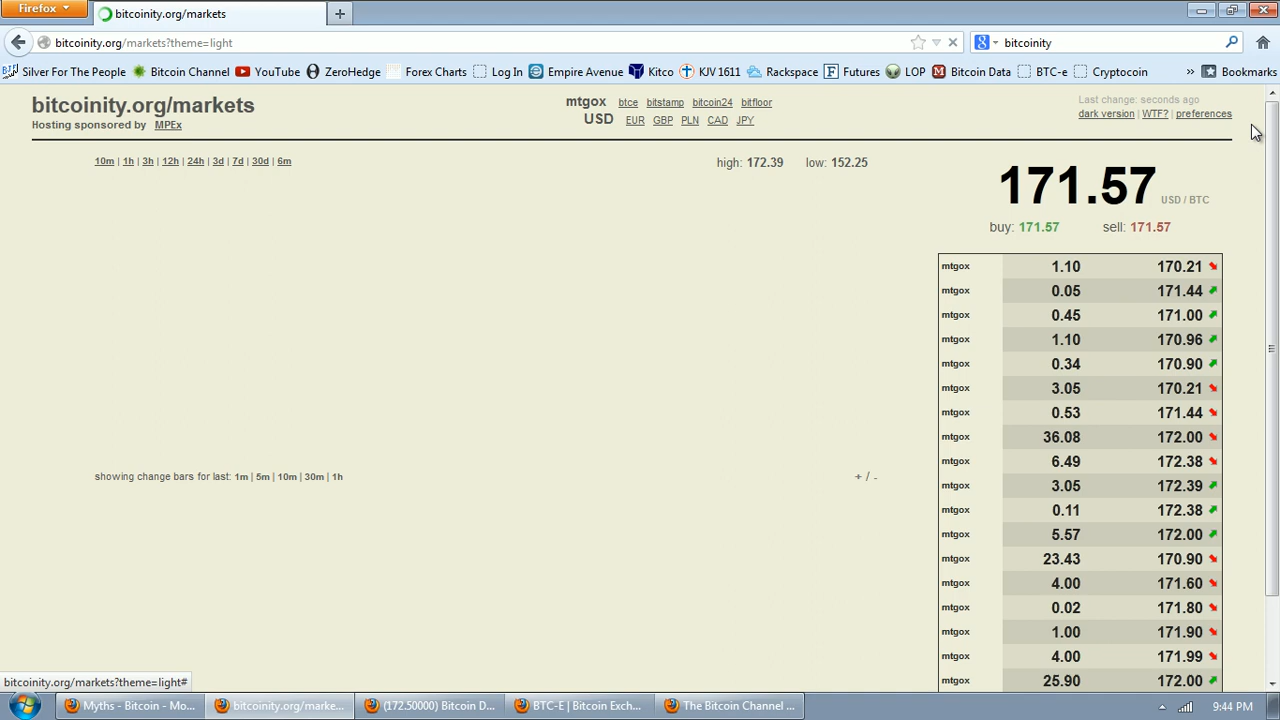 Firefox
bitcoinity.org/markets
bitcoinity.org/markets?theme=light
bitcoinity
Silver For The People
Bitcoin Channel
YouTube
ZeroHedge
Forex Charts
Log In
Empire Avenue
Kitco
KJV 1611
Rackspace
Futures
LOP
Bitcoin Data
BTC-e
Cryptocoin
»
Bookmarks
bitcoinity.org/markets
Hosting sponsored by MPEx
mtgox btce bitstamp bitcoin24 bitfloor
USD EUR GBP PLN CAD JPY
Last change: seconds ago
dark version | WTF? | preferences
10m | 1h | 3h | 12h | 24h | 3d | 7d | 30d | 6m
high: 172.39 low: 152.25
171.57 USD / BTC
buy: 171.57 sell: 171.57
mtgox 1.10 170.21
mtgox 0.05 171.44
mtgox 0.45 171.00
mtgox 1.10 170.96
mtgox 0.34 170.90
mtgox 3.05 170.21
mtgox 0.53 171.44
mtgox 36.08 172.00
mtgox 6.49 172.38
mtgox 3.05 172.39
mtgox 0.11 172.38
mtgox 5.57 172.00
mtgox 23.43 170.90
mtgox 4.00 171.60
mtgox 0.02 171.80
mtgox 1.00 171.90
mtgox 4.00 171.99
mtgox 25.90 172.00
showing change bars for last: 1m | 5m | 10m | 30m | 1h
+ / -
bitcoinity.org/markets?theme=light#
Myths - Bitcoin - Mo...
bitcoinity.org/marke...
(172.50000) Bitcoin D...
BTC-E | Bitcoin Exch...
The Bitcoin Channel ...
9:44 PM